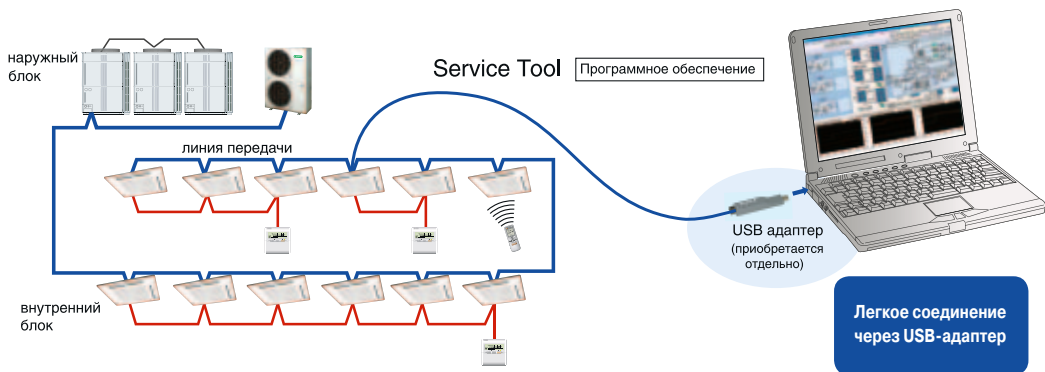 наружный
блок
Service Tool
Программное обеспечение
линия передачи
USB адаптер
(приобретается
отдельно)
внутренний
блок
Легкое соединение
через USB-адаптер